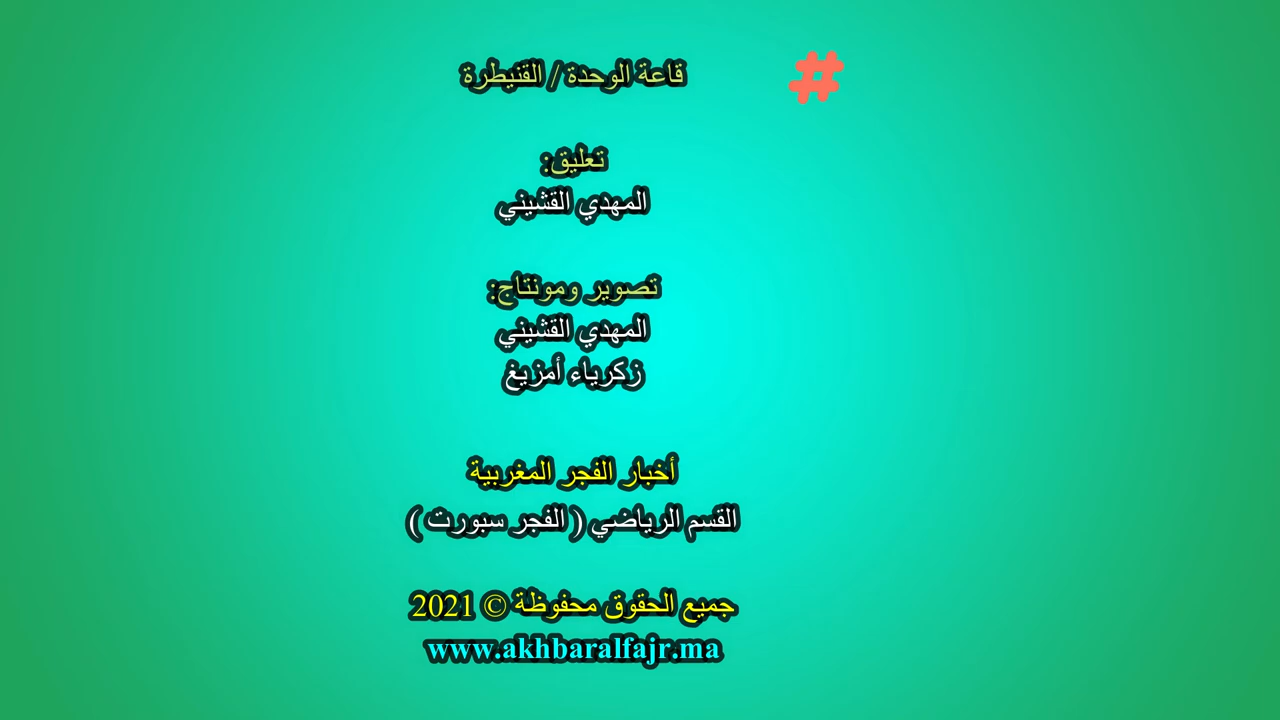 #
قاعة الوحدة / القنيطرة
تعليق:
المهدي القشيني
تصوير ومونتاج:
المهدي القشيني
زكرياء أمزيغ
أخبار الفجر المغربية
القسم الرياضي ( الفجر سبورت )
جميع الحقوق محفوظة © 2021
www.akhbaralfajr.ma